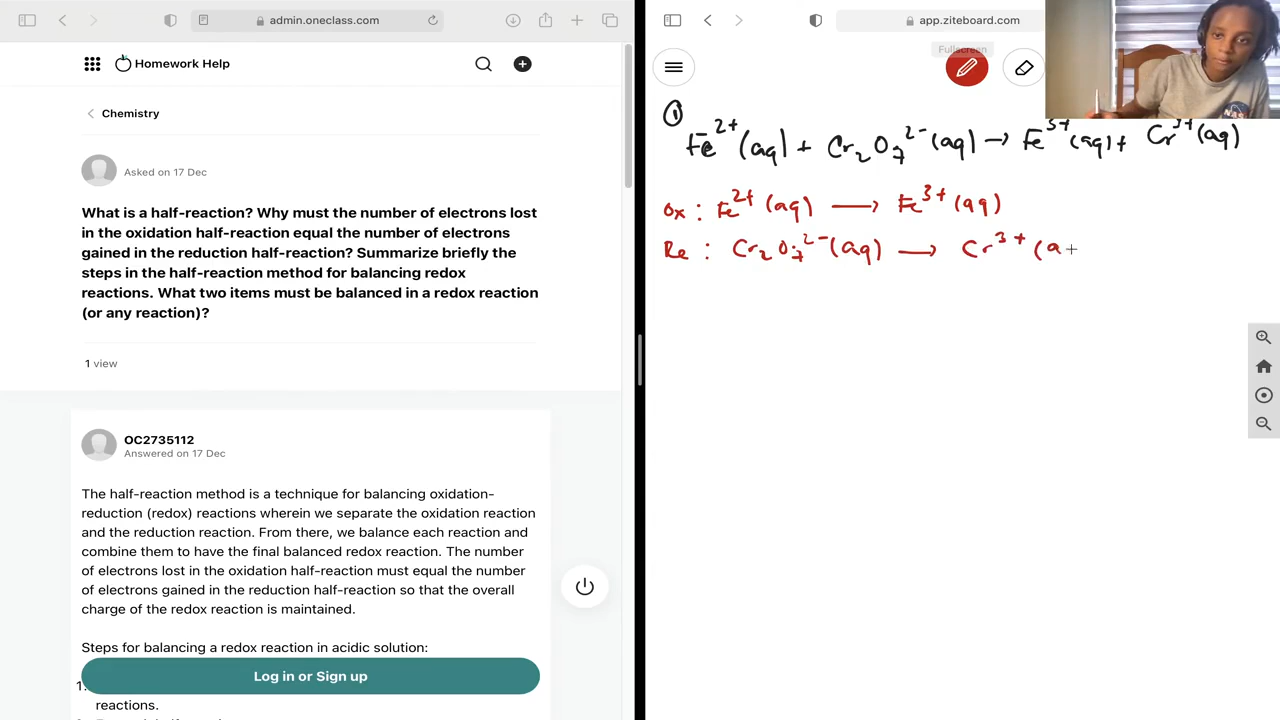 admin.oneclass.com
Homework Help
Chemistry
Asked on 17 Dec
What is a half-reaction? Why must the number of electrons lost
in the oxidation half-reaction equal the number of electrons
gained in the reduction half-reaction? Summarize briefly the
steps in the half-reaction method for balancing redox
reactions. What two items must be balanced in a redox reaction
(or any reaction)?
1 view
OC2735112
Answered on 17 Dec
The half-reaction method is a technique for balancing oxidation-
reduction (redox) reactions wherein we separate the oxidation reaction
and the reduction reaction. From there, we balance each reaction and
combine them to have the final balanced redox reaction. The number
of electrons lost in the oxidation half-reaction must equal the number
of electrons gained in the reduction half-reaction so that the overall
charge of the redox reaction is maintained.
Steps for balancing a redox reaction in acidic solution:
Log in or Sign up
1.
reactions.
app.ziteboard.com
Fullscreen
①
Fe²⁺(aq) + Cr₂O₇²⁻(aq) → Fe³⁺(aq) + Cr³⁺(aq)
Ox : Fe²⁺(aq) → Fe³⁺(aq)
Re : Cr₂O₇²⁻(aq) → Cr³⁺(a
NASA